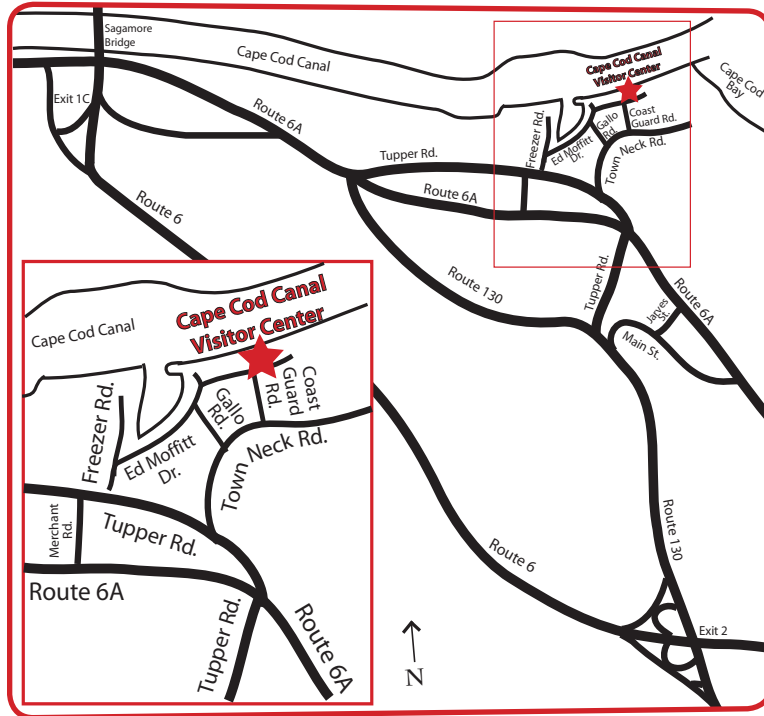 Sagamore
Bridge
Cape Cod Canal
Cape Cod Canal
Visitor Center
Cape Cod
Bay
Exit 1C
Route 6A
Freezer Rd.
Gallo
Rd.
Coast
Guard Rd.
Ed Moffitt
Dr.
Town Neck Rd.
Tupper Rd.
Route 6A
Route 6
Route 130
Tupper Rd.
Route 6A
Jarves
St.
Main St.
Cape Cod Canal
Cape Cod Canal
Visitor Center
Freezer Rd.
Gallo
Rd.
Coast
Guard
Rd.
Ed Moffitt
Dr.
Town Neck Rd.
Merchant
Rd.
Tupper Rd.
Route 6A
Tupper Rd.
Route 6A
N
Route 6
Route 130
Exit 2